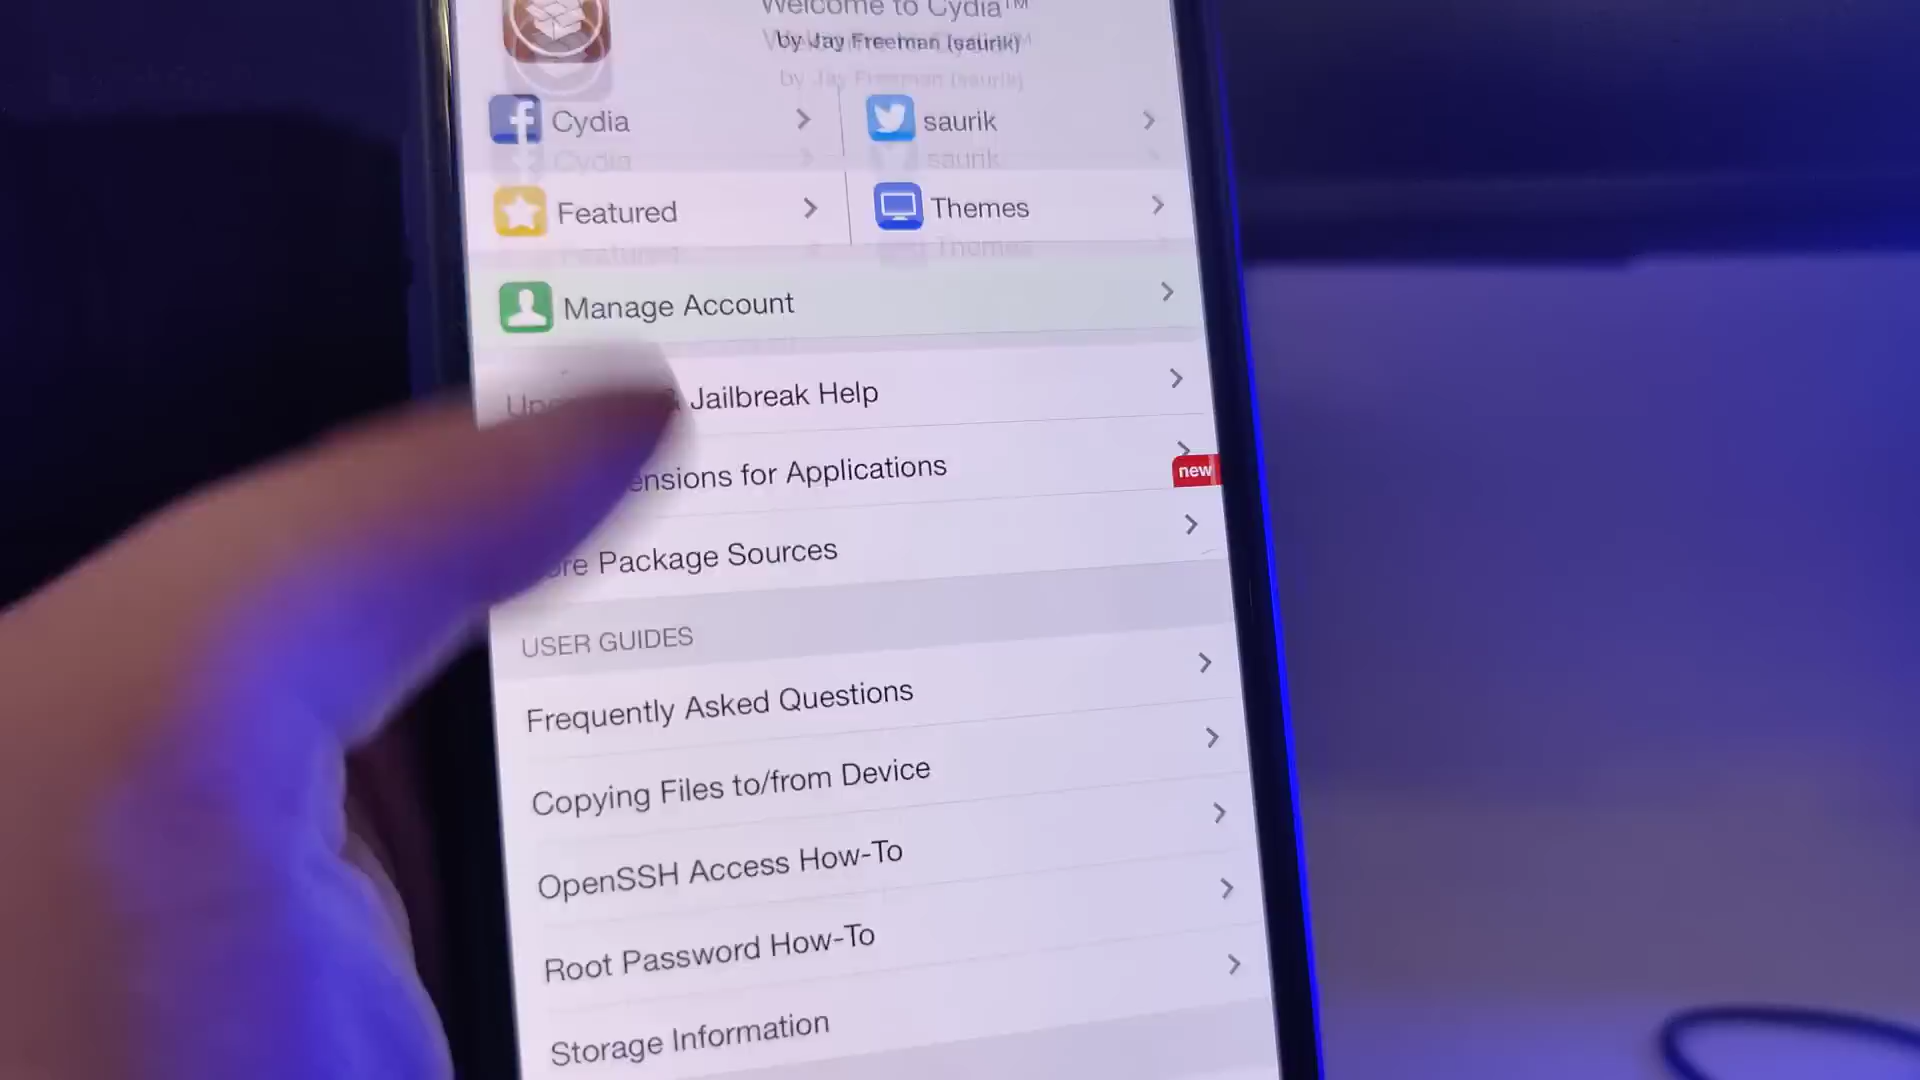 Welcome to Cydia™
by Jay Freeman (saurik)
Cydia
saurik
Featured
Themes
Manage Account
& Jailbreak Help
ensions for Applications
new
re Package Sources
USER GUIDES
Frequently Asked Questions
Copying Files to/from Device
OpenSSH Access How-To
Root Password How-To
Storage Information